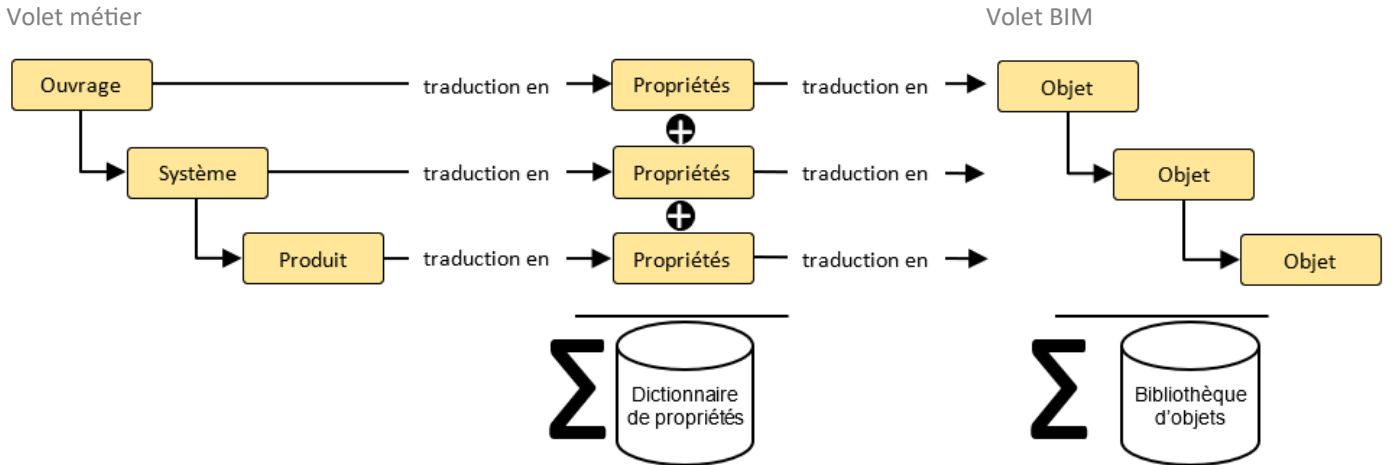 Volet métier
Volet BIM
Ouvrage
traduction en
Propriétés
traduction en
Objet
Système
traduction en
Propriétés
traduction en
Objet
Produit
traduction en
Propriétés
traduction en
Objet
Σ
Dictionnaire
de propriétés
Σ
Bibliothèque
d'objets